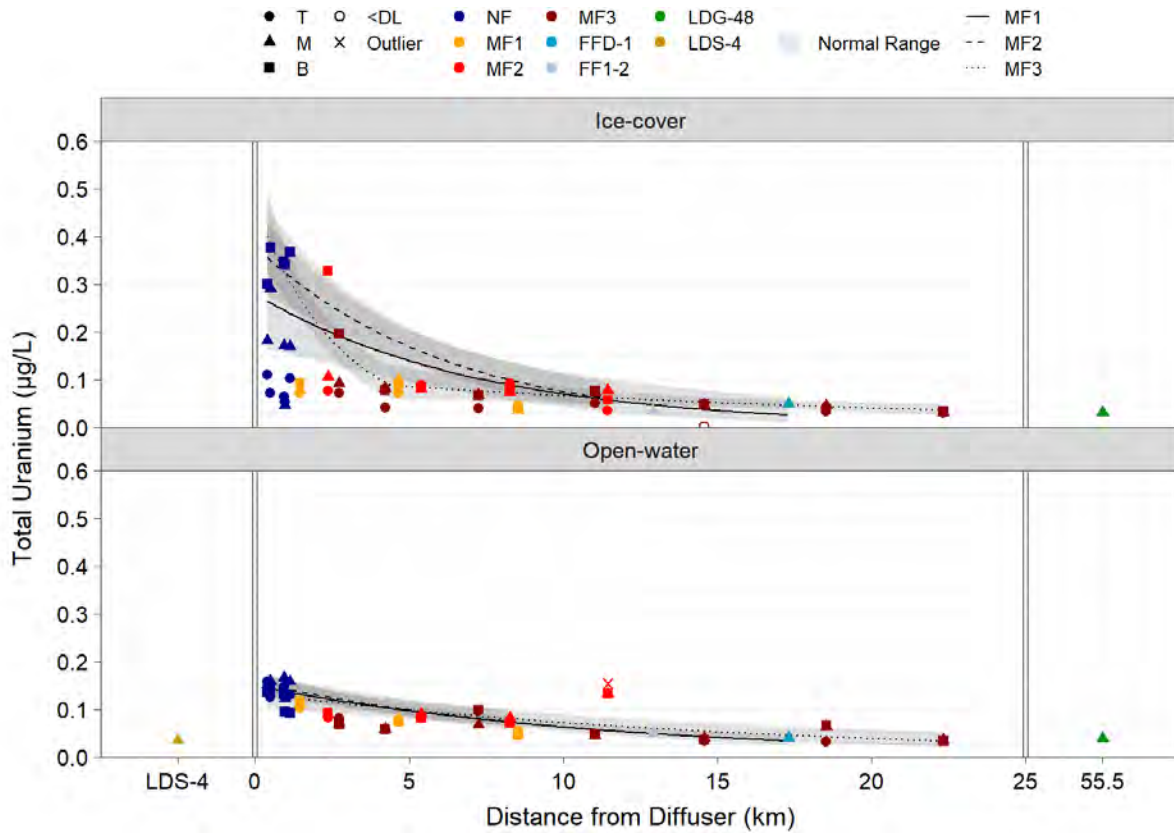 T <DL NF MF3 LDG-48 MF1
M Outlier MF1 FFD-1 LDS-4 Normal Range MF2
B MF2 FF1-2 MF3
Ice-cover
0.6
0.5
0.4
0.3
0.2
0.1
0.0
Open-water
0.6
0.5
0.4
0.3
0.2
0.1
0.0
Total Uranium (µg/L)
LDS-4 0 5 10 15 20 25 55.5
Distance from Diffuser (km)